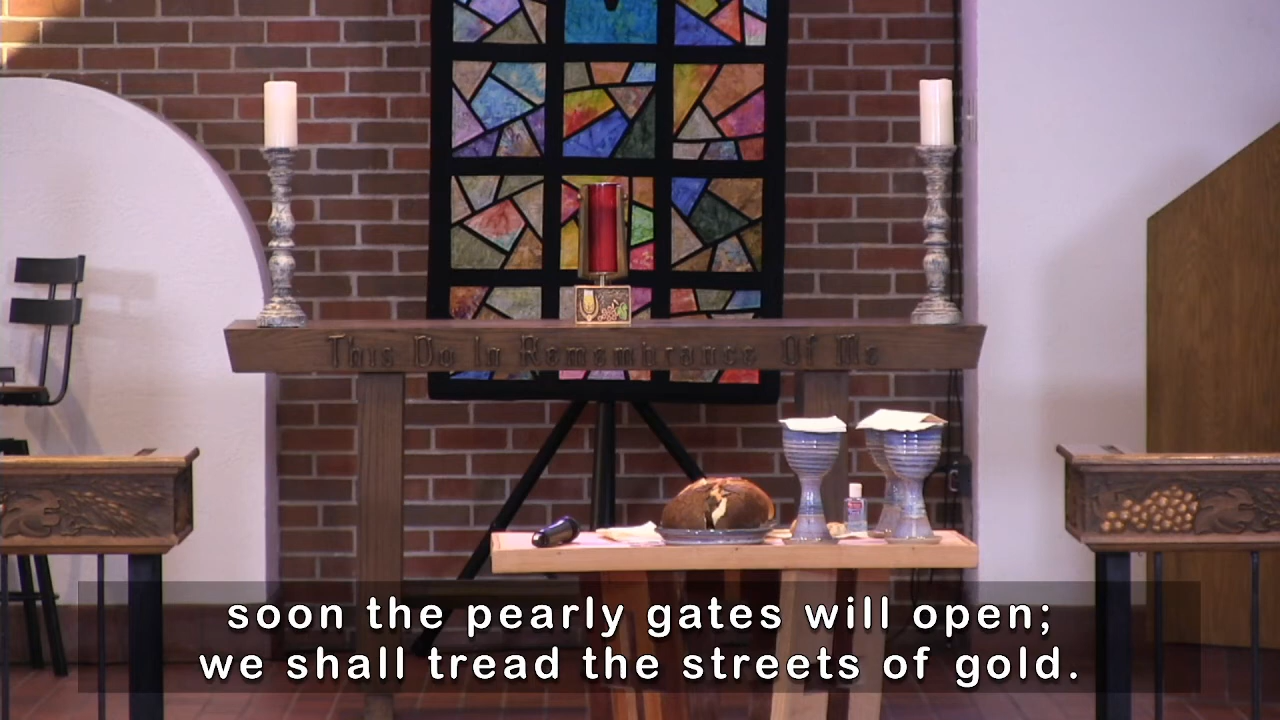 This Do In Remembrance Of Me
soon the pearly gates will open;
we shall tread the streets of gold.